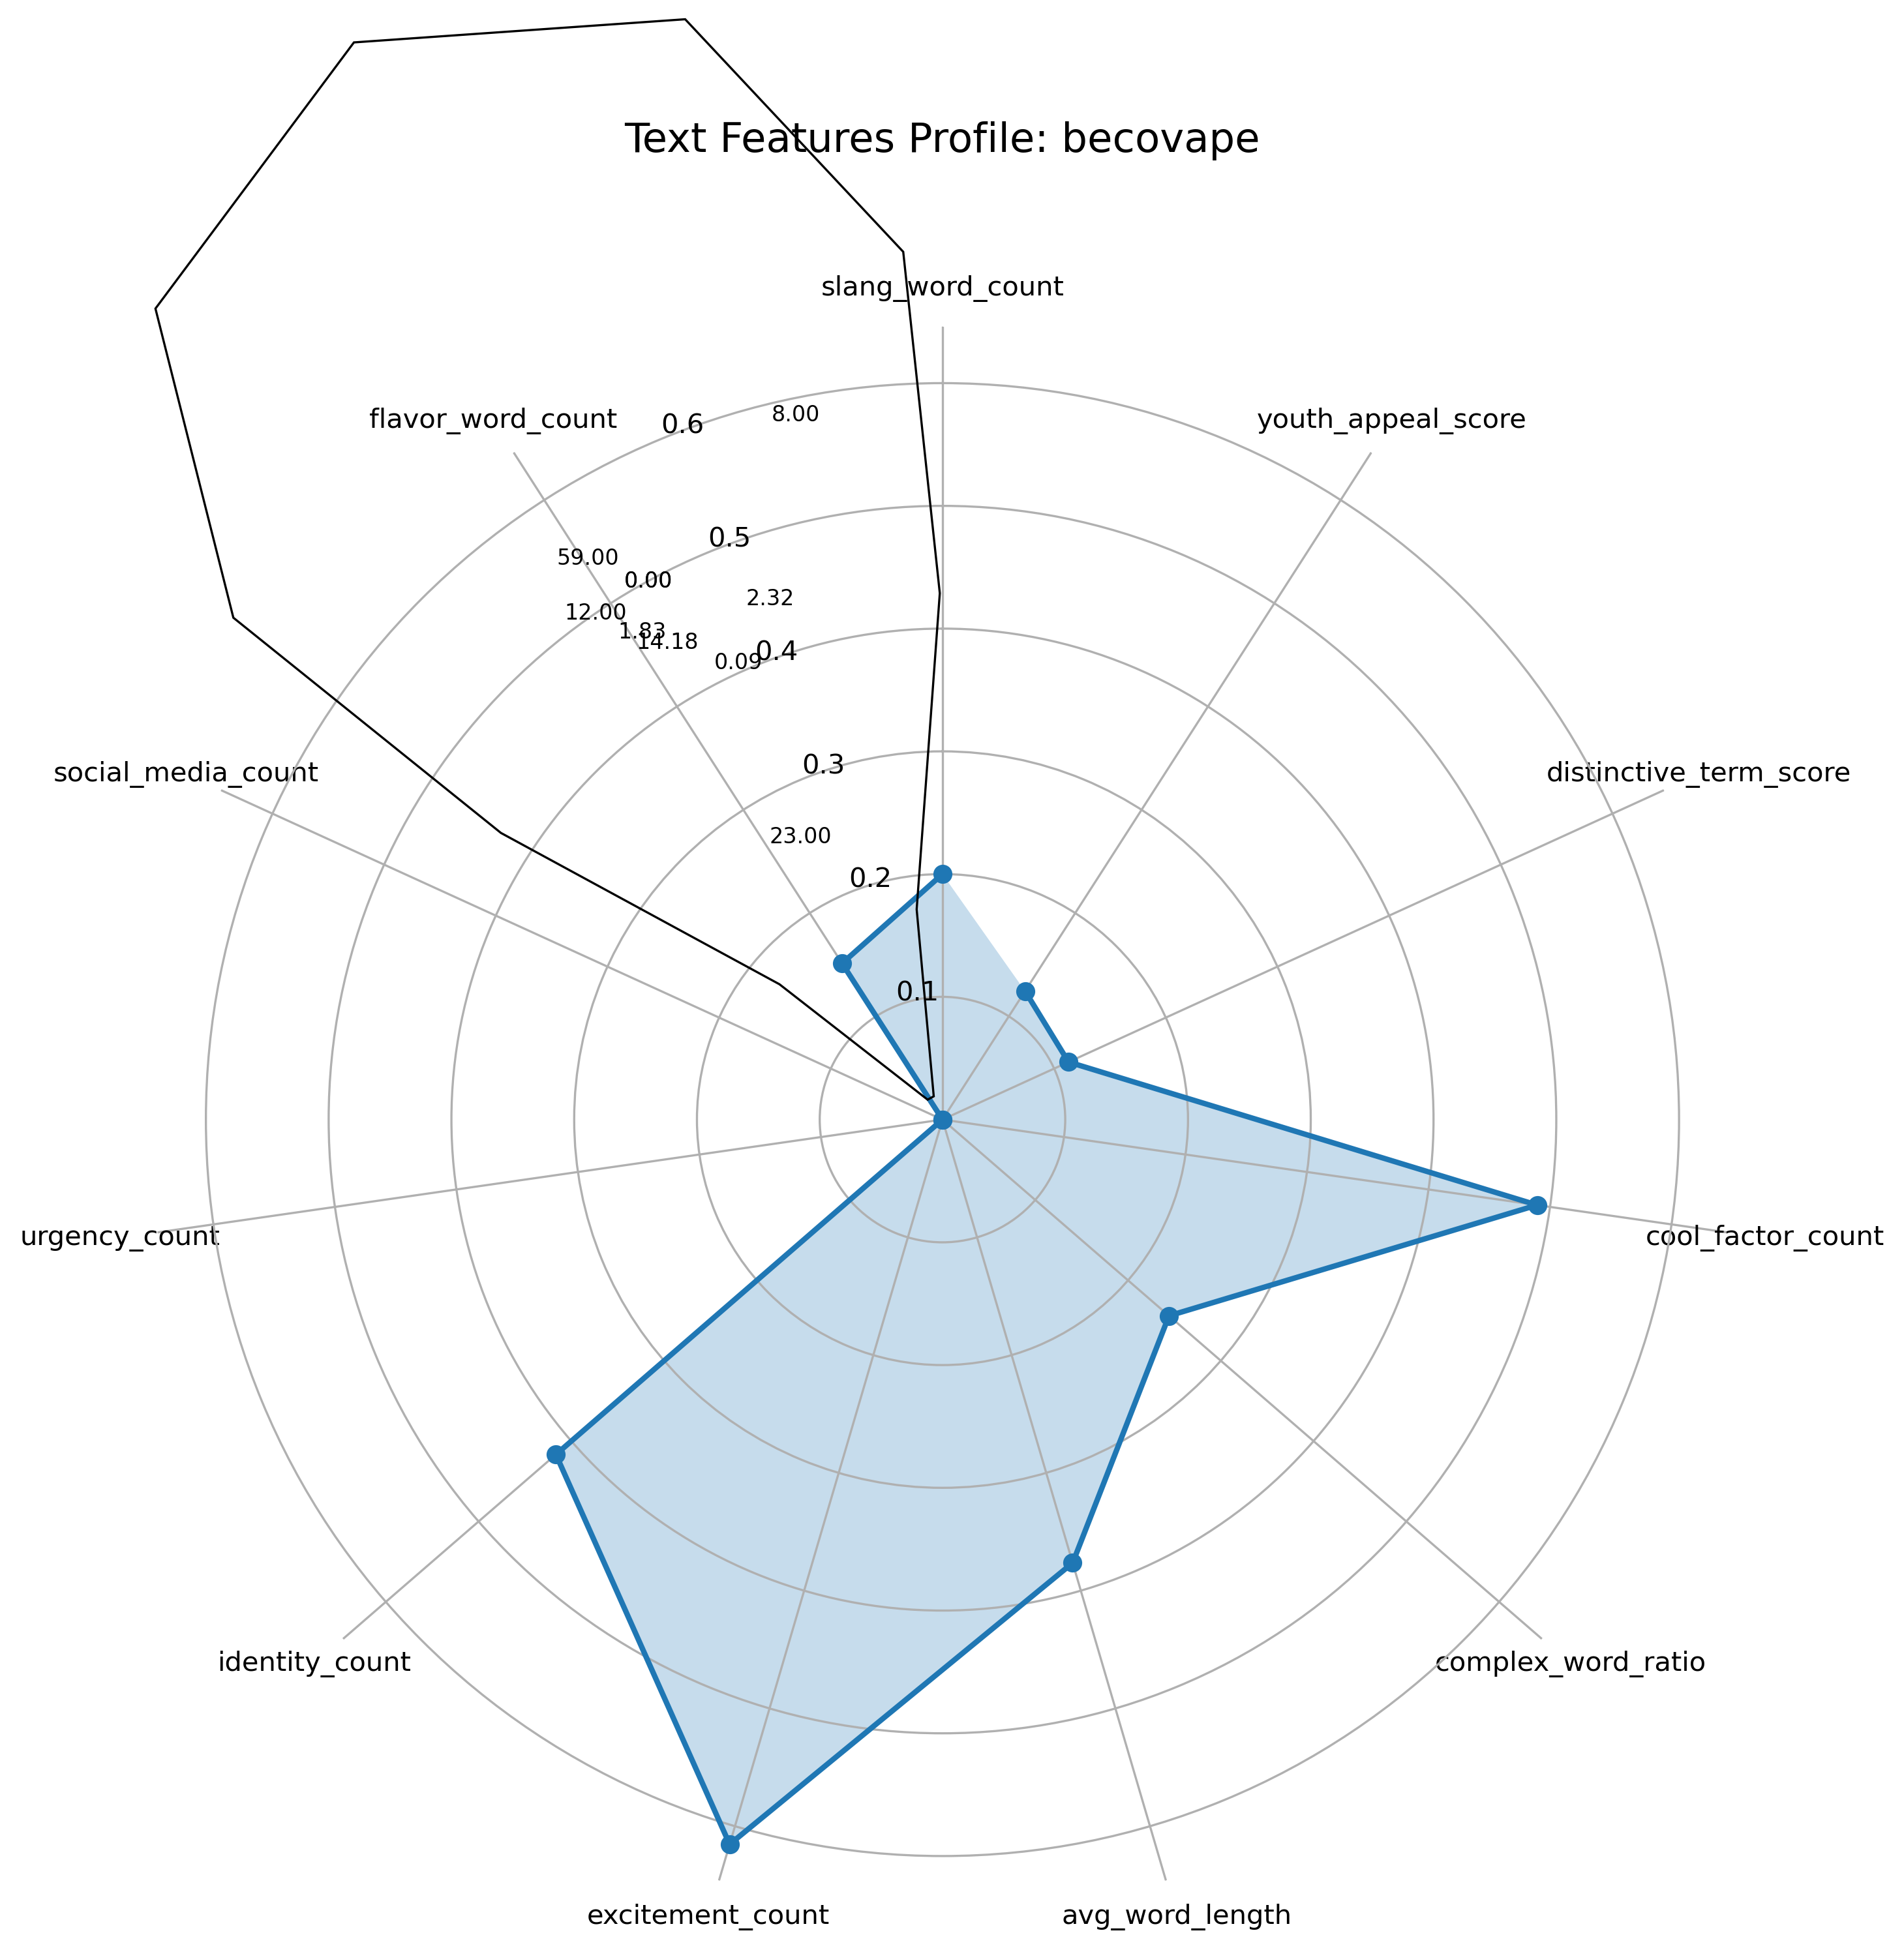 Text Features Profile: becovape
slang_word_count
flavor_word_count
0.6
8.00
youth_appeal_score
0.5
59.00
0.00
2.32
12.00
1.83
14.18
0.4
0.09
social_media_count
0.3
distinctive_term_score
23.00
0.2
0.1
urgency_count
cool_factor_count
identity_count
complex_word_ratio
excitement_count
avg_word_length